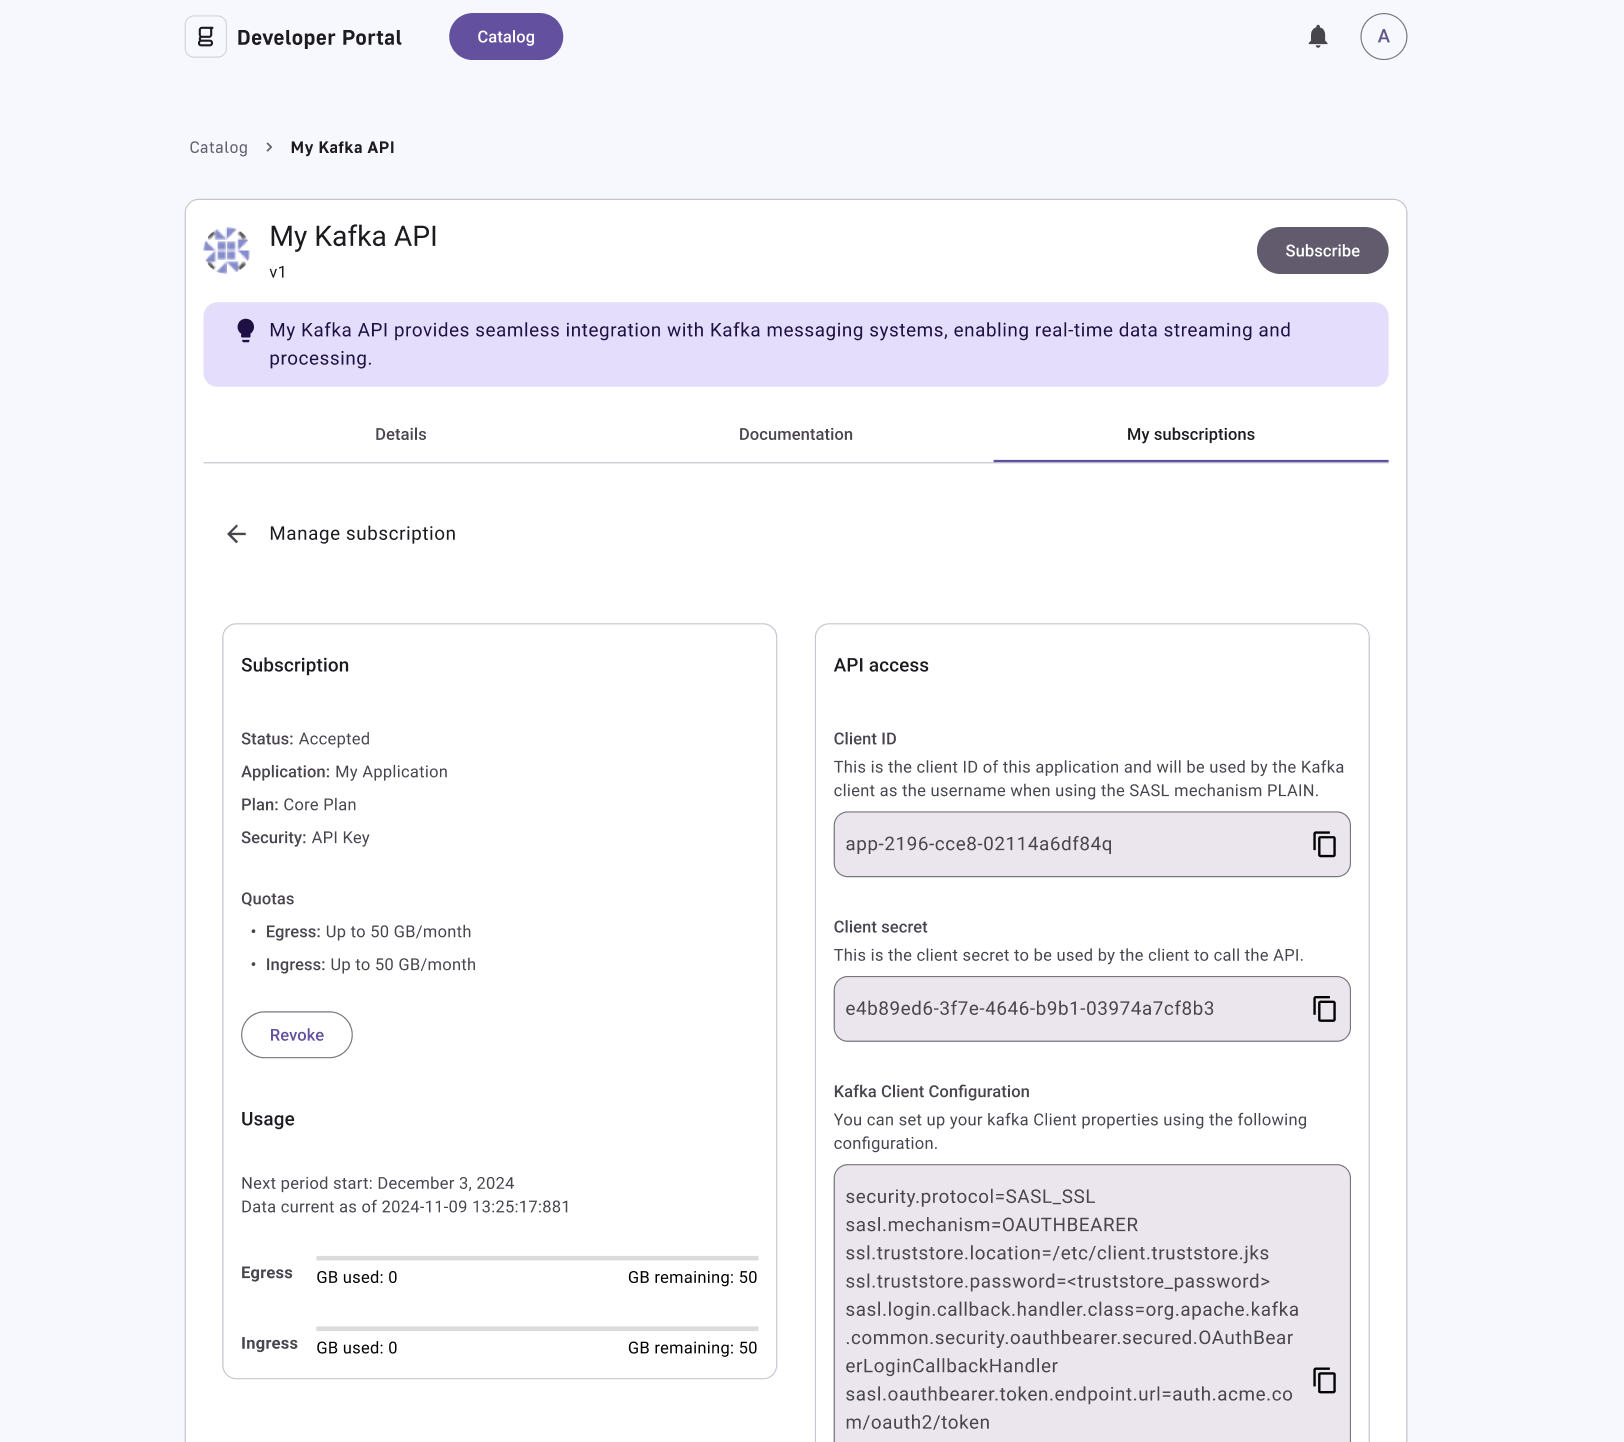 Developer Portal
Catalog
A
Catalog > My Kafka API
My Kafka API
v1
Subscribe
My Kafka API provides seamless integration with Kafka messaging systems, enabling real-time data streaming and
processing.
Details
Documentation
My subscriptions
Manage subscription
Subscription
Status: Accepted
Application: My Application
Plan: Core Plan
Security: API Key
Quotas
• Egress: Up to 50 GB/month
• Ingress: Up to 50 GB/month
Revoke
Usage
Next period start: December 3, 2024
Data current as of 2024-11-09 13:25:17:881
Egress
GB used: 0
GB remaining: 50
Ingress
GB used: 0
GB remaining: 50
API access
Client ID
This is the client ID of this application and will be used by the Kafka
client as the username when using the SASL mechanism PLAIN.
app-2196-cce8-02114a6df84q
Client secret
This is the client secret to be used by the client to call the API.
e4b89ed6-3f7e-4646-b9b1-03974a7cf8b3
Kafka Client Configuration
You can set up your kafka Client properties using the following
configuration.
security.protocol=SASL_SSL
sasl.mechanism=OAUTHBEARER
ssl.truststore.location=/etc/client.truststore.jks
ssl.truststore.password=<truststore_password>
sasl.login.callback.handler.class=org.apache.kafka
.common.security.oauthbearer.secured.OAuthBear
erLoginCallbackHandler
sasl.oauthbearer.token.endpoint.url=auth.acme.co
m/oauth2/token